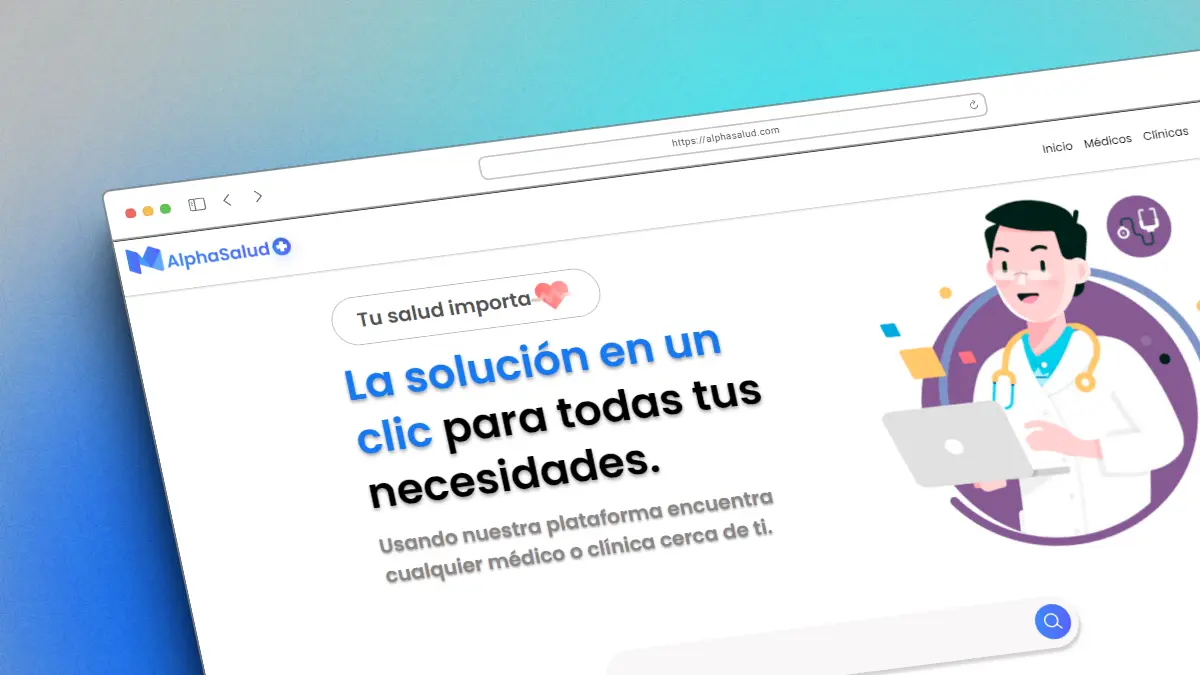 https://alphasalud.com
Inicio Médicos Clínicas
AlphaSalud
Tu salud importa
La solución en un
clic para todas tus
necesidades.
Usando nuestra plataforma encuentra
cualquier médico o clínica cerca de ti.